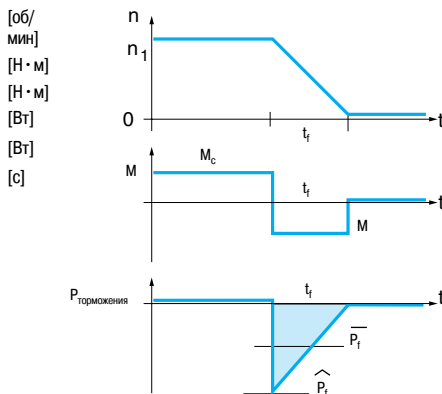 [об/
мин]
[Н·м]
[Н·м]
[Вт]
[Вт]
[с]
n
n1
0
t
tf
M
Mc
tf
t
M
Pторможения
tf
t
Pf
Pf